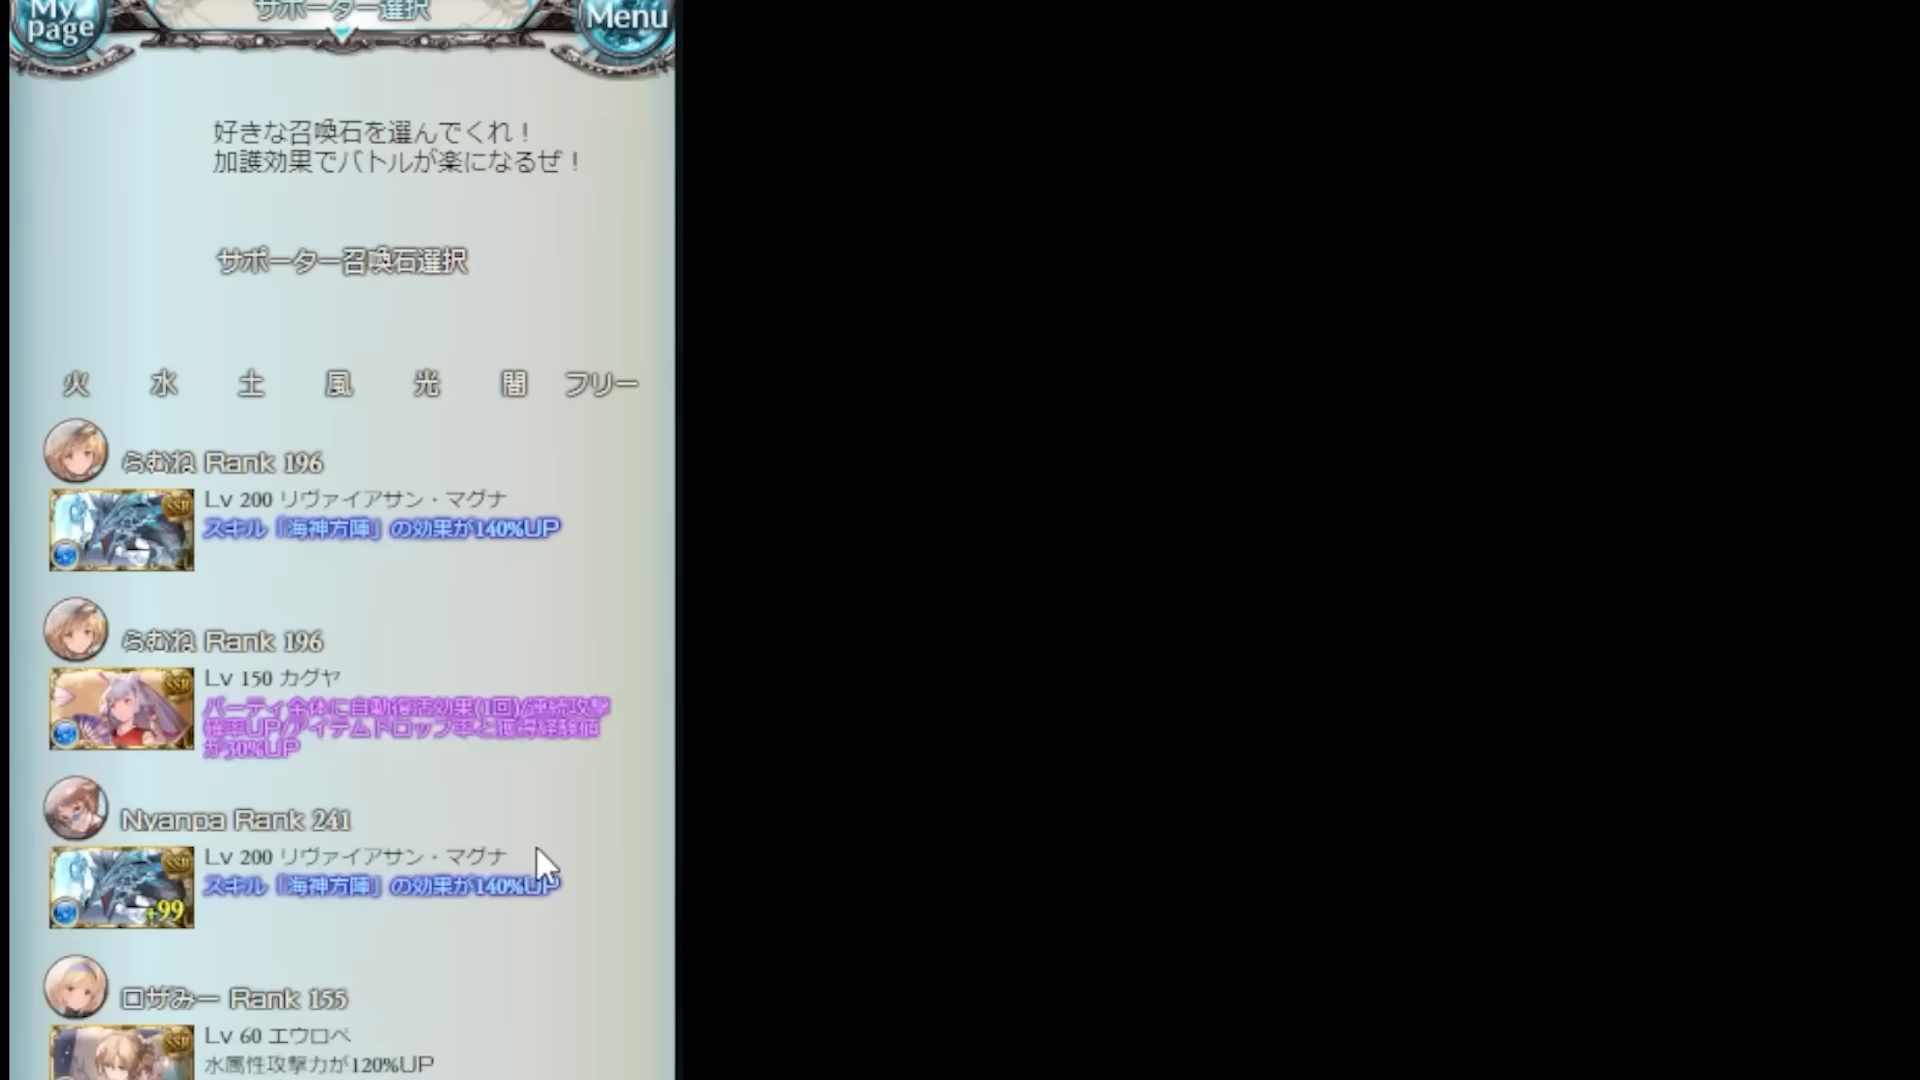 My page
サポーター選択
Menu
好きな召喚石を選んでくれ！
加護効果でバトルが楽になるぜ！
サポーター召喚石選択
火 水 土 風 光 闇 フリー
らむね Rank 196
Lv 200 リヴァイアサン・マグナ
スキル「海神方陣」の効果が140%UP
らむね Rank 196
Lv 150 カグヤ
パーティ全体に自動復活効果(1回)/連続攻撃
確率UP/アイテムドロップ率と獲得経験値
が30%UP
Nyanpa Rank 241
Lv 200 リヴァイアサン・マグナ
スキル「海神方陣」の効果が140%UP
+99
ロザみー Rank 155
Lv 60 エウロペ
水属性攻撃力が120%UP